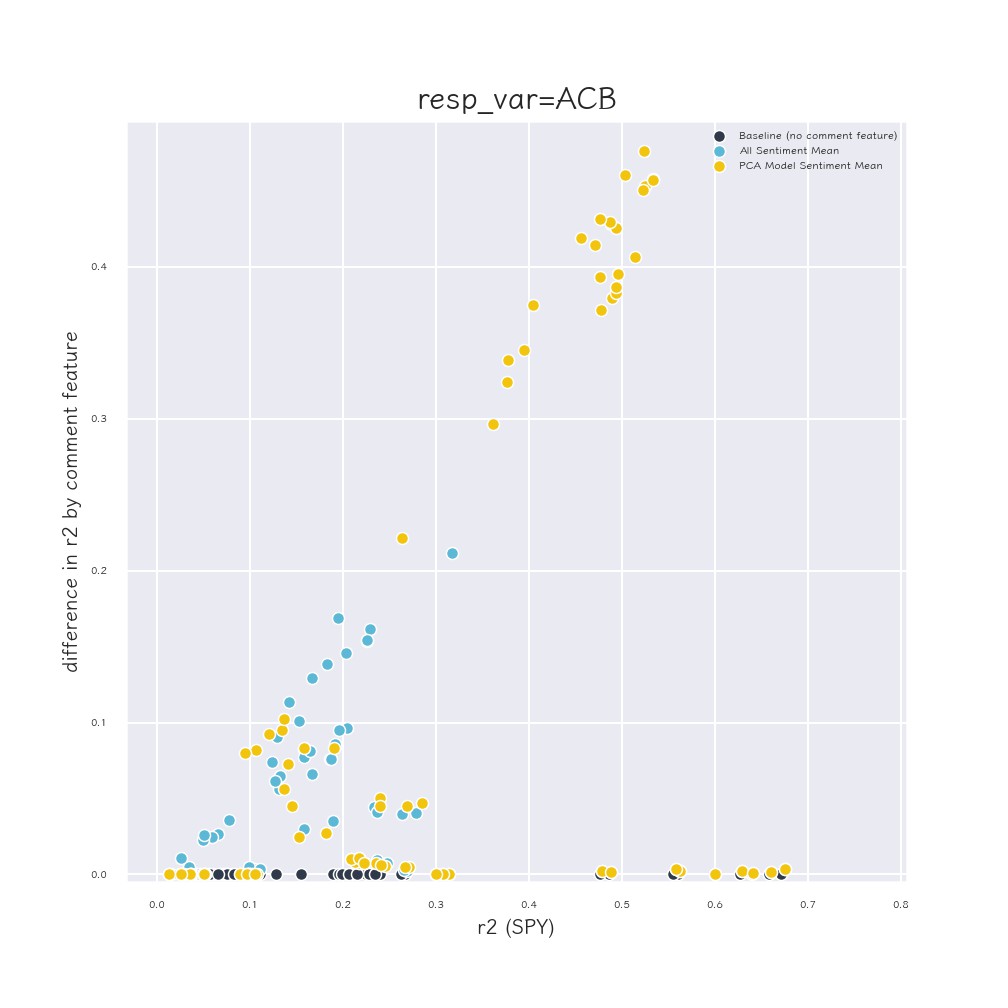 resp_var=ACB
Baseline (no comment feature)
All Sentiment Mean
PCA Model Sentiment Mean
difference in r2 by comment feature
0.4
0.3
0.2
0.1
0.0
0.0 0.1 0.2 0.3 0.4 0.5 0.6 0.7 0.8
r2 (SPY)